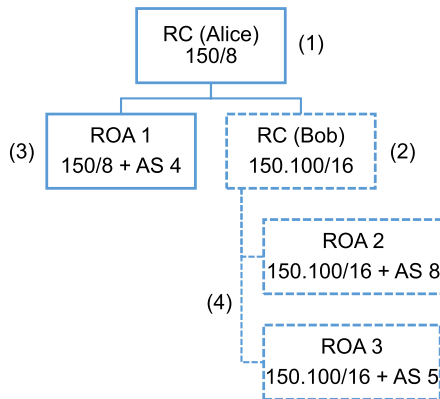 RC (Alice)
150/8
(1)
ROA 1
150/8 + AS 4
(3)
RC (Bob)
150.100/16
(2)
ROA 2
150.100/16 + AS 8
(4)
ROA 3
150.100/16 + AS 5